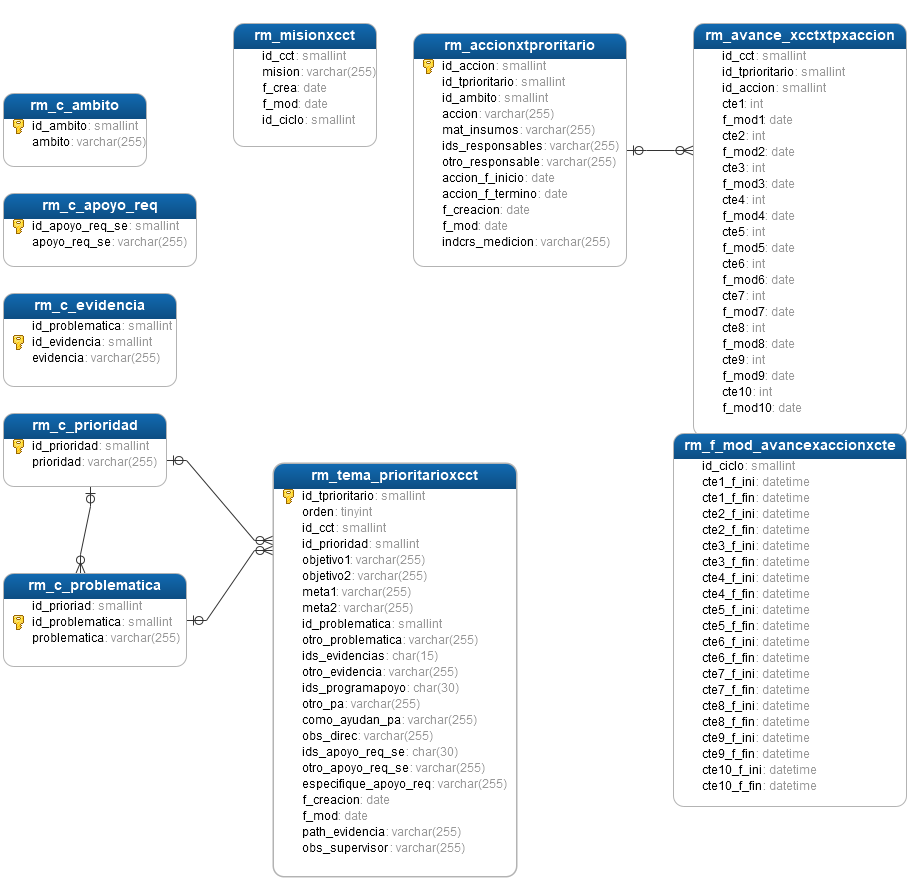 rm_misionxcct
id_cct: smallint
mision: varchar(255)
f_crea: date
f_mod: date
id_ciclo: smallint
rm_accionxtproritario
id_accion: smallint
id_tprioritario: smallint
id_ambito: smallint
accion: varchar(255)
mat_insumos: varchar(255)
ids_responsables: varchar(255)
otro_responsable: varchar(255)
accion_f_inicio: date
accion_f_termino: date
f_creacion: date
f_mod: date
indcrs_medicion: varchar(255)
rm_avance_xcctxtpxaccion
id_cct: smallint
id_tprioritario: smallint
id_accion: smallint
cte1: int
f_mod1: date
cte2: int
f_mod2: date
cte3: int
f_mod3: date
cte4: int
f_mod4: date
cte5: int
f_mod5: date
cte6: int
f_mod6: date
cte7: int
f_mod7: date
cte8: int
f_mod8: date
cte9: int
f_mod9: date
cte10: int
f_mod10: date
rm_c_ambito
id_ambito: smallint
ambito: varchar(255)
rm_c_apoyo_req
id_apoyo_req_se: smallint
apoyo_req_se: varchar(255)
rm_c_evidencia
id_problematica: smallint
id_evidencia: smallint
evidencia: varchar(255)
rm_c_prioridad
id_prioridad: smallint
prioridad: varchar(255)
rm_c_problematica
id_prioriad: smallint
id_problematica: smallint
problematica: varchar(255)
rm_tema_prioritarioxcct
id_tprioritario: smallint
orden: tinyint
id_cct: smallint
id_prioridad: smallint
objetivo1: varchar(255)
objetivo2: varchar(255)
meta1: varchar(255)
meta2: varchar(255)
id_problematica: smallint
otro_problematica: varchar(255)
ids_evidencias: char(15)
otro_evidencia: varchar(255)
ids_programapoyo: char(30)
otro_pa: varchar(255)
como_ayudan_pa: varchar(255)
obs_direc: varchar(255)
ids_apoyo_req_se: char(30)
otro_apoyo_req_se: varchar(255)
especifique_apoyo_req: varchar(255)
f_creacion: date
f_mod: date
path_evidencia: varchar(255)
obs_supervisor: varchar(255)
rm_f_mod_avancexaccionxcte
id_ciclo: smallint
cte1_f_ini: datetime
cte1_f_fin: datetime
cte2_f_ini: datetime
cte2_f_fin: datetime
cte3_f_ini: datetime
cte3_f_fin: datetime
cte4_f_ini: datetime
cte4_f_fin: datetime
cte5_f_ini: datetime
cte5_f_fin: datetime
cte6_f_ini: datetime
cte6_f_fin: datetime
cte7_f_ini: datetime
cte7_f_fin: datetime
cte8_f_ini: datetime
cte8_f_fin: datetime
cte9_f_ini: datetime
cte9_f_fin: datetime
cte10_f_ini: datetime
cte10_f_fin: datetime